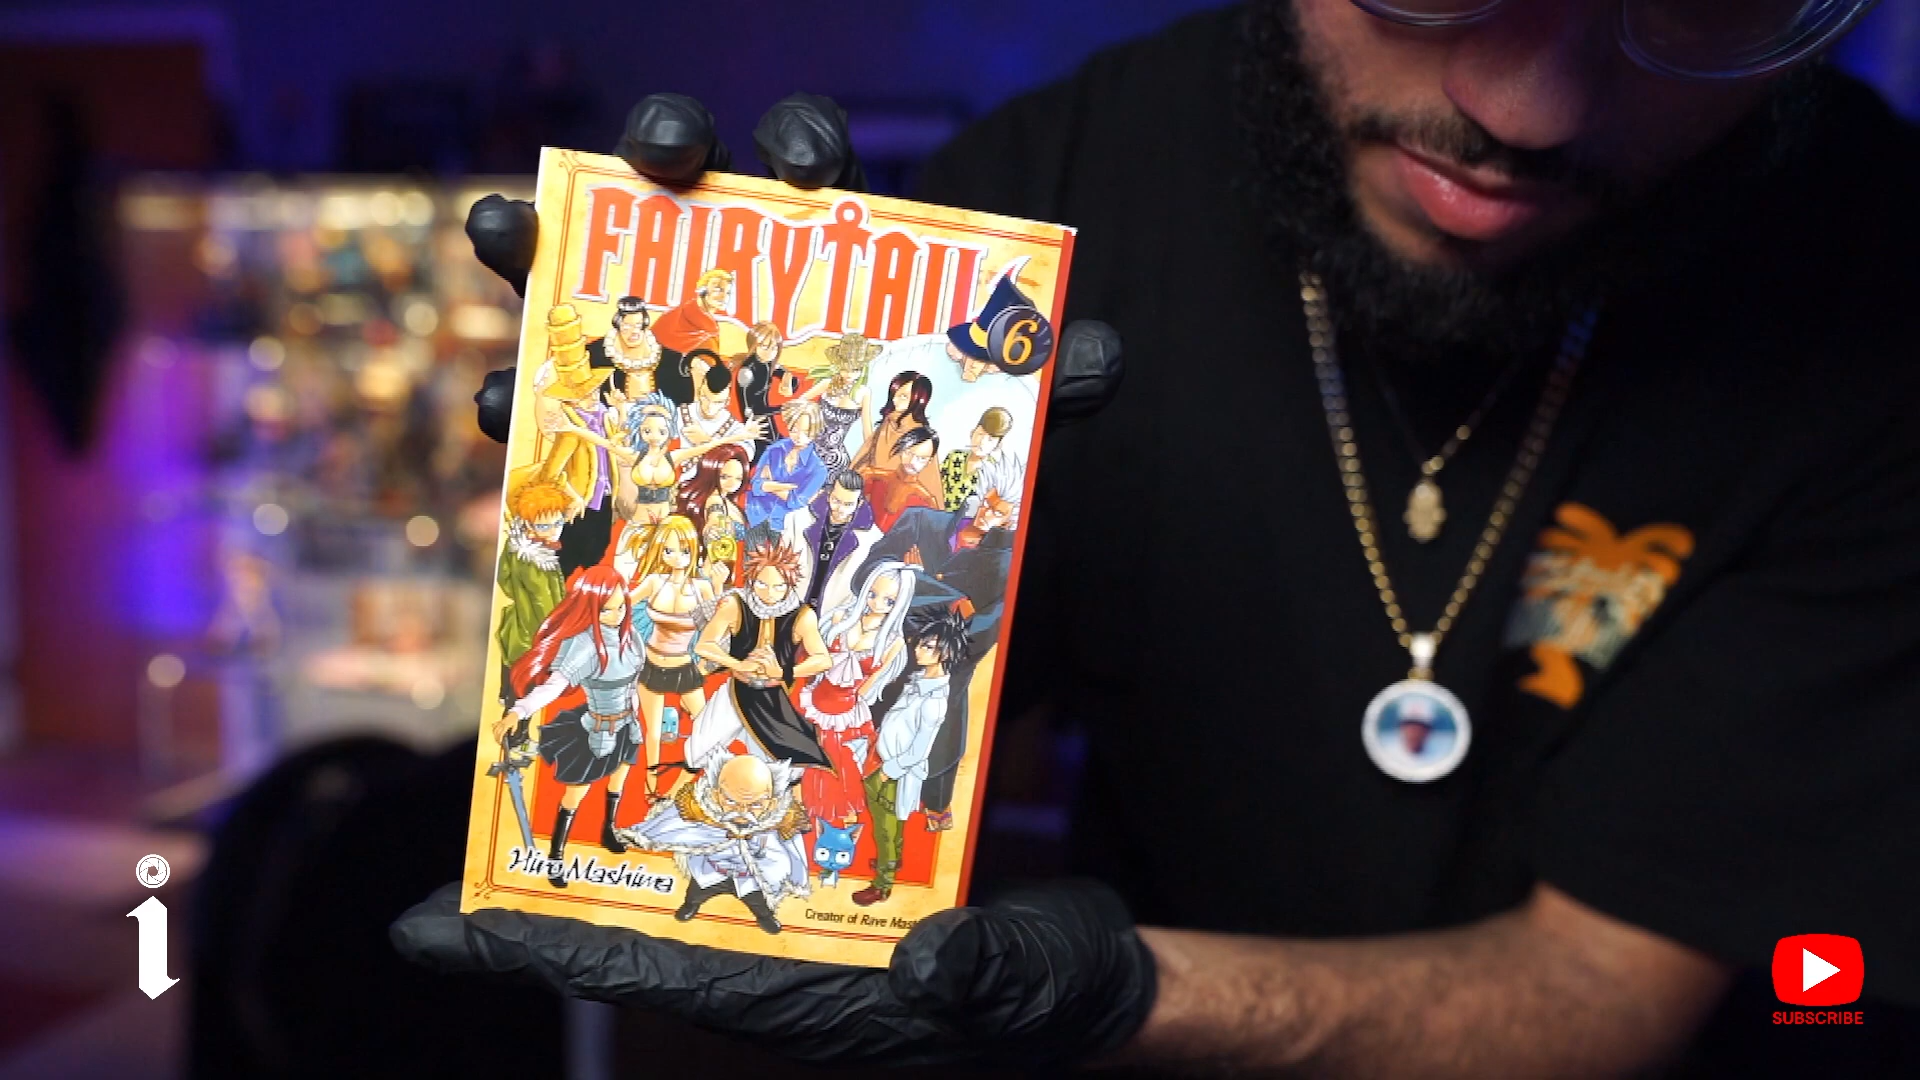 FAIRY TAIL
6
Hiro Mashima
Creator of Rave
i
SUBSCRIBE